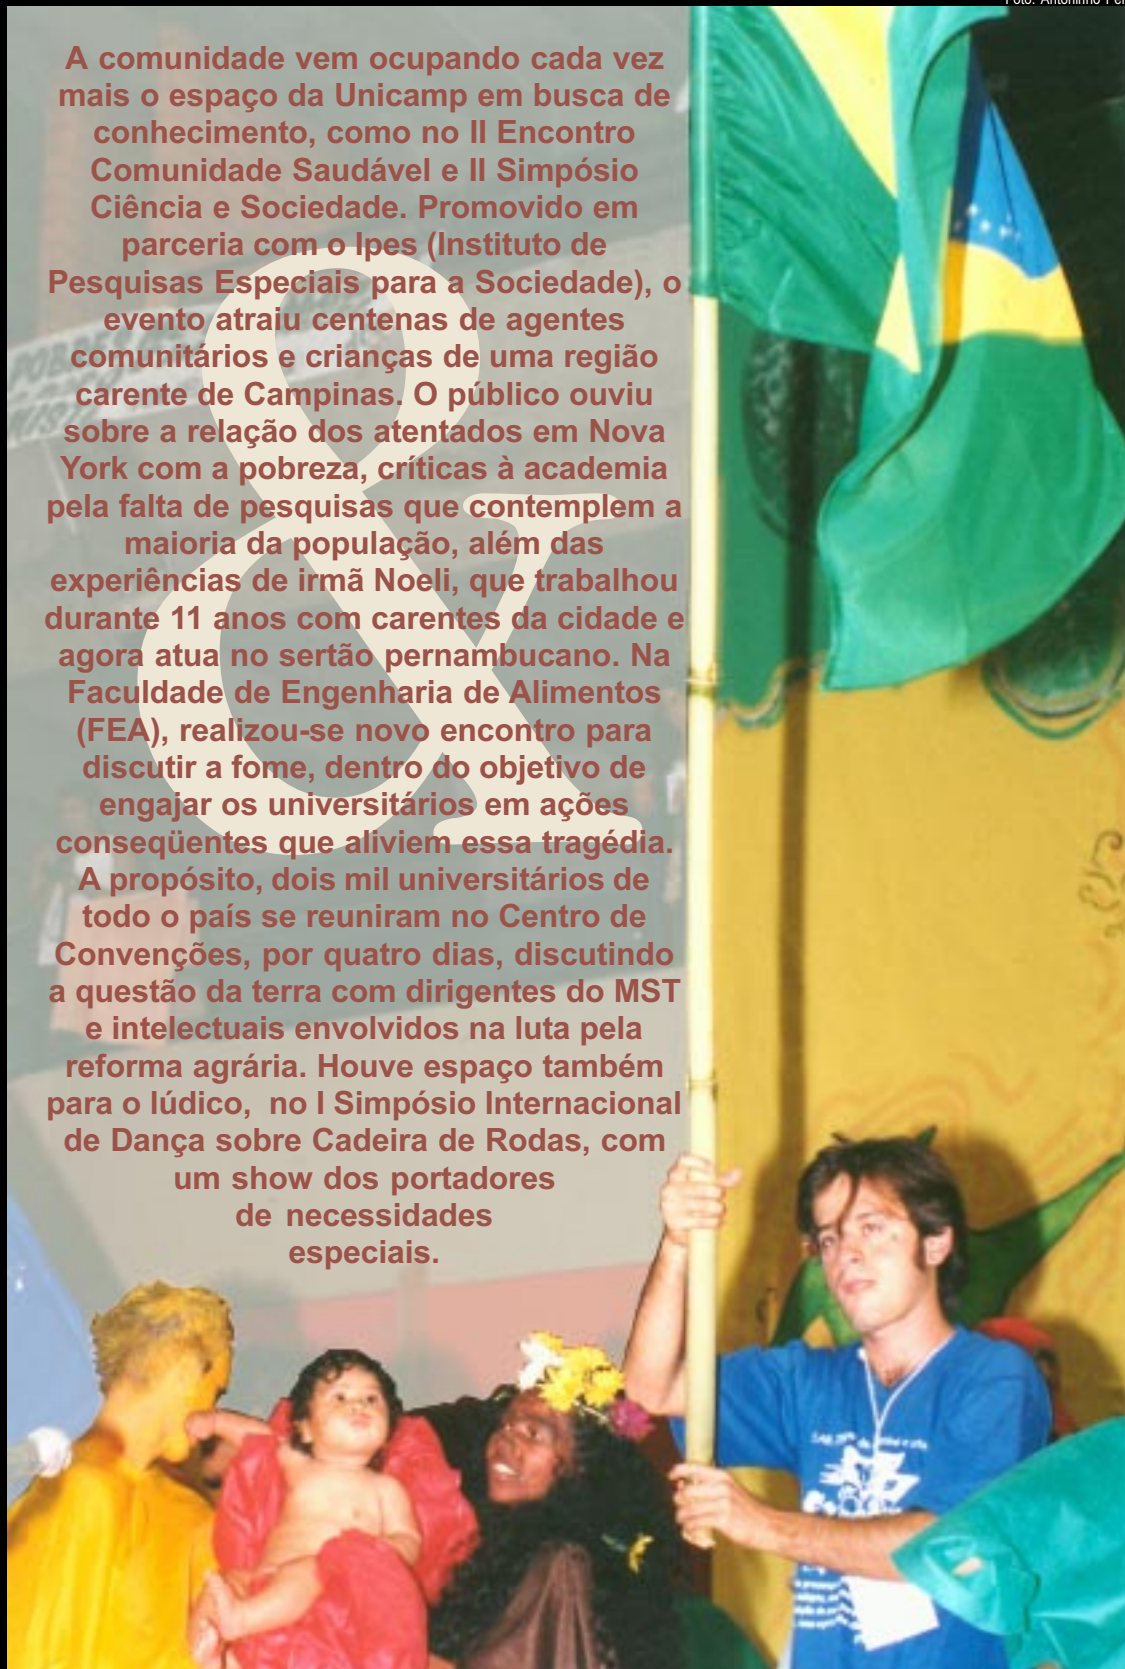 Foto: Antoninho
A comunidade vem ocupando cada vez
mais o espaço da Unicamp em busca de
conhecimento, como no II Encontro
Comunidade Saudável e II Simpósio
Ciência e Sociedade. Promovido em
parceria com o Ipes (Instituto de
Pesquisas Especiais para a Sociedade), o
evento atraiu centenas de agentes
comunitários e crianças de uma região
carente de Campinas. O público ouviu
sobre a relação dos atentados em Nova
York com a pobreza, críticas à academia
pela falta de pesquisas que contemplem a
maioria da população, além das
experiências de irmã Noeli, que trabalhou
durante 11 anos com carentes da cidade e
agora atua no sertão pernambucano. Na
Faculdade de Engenharia de Alimentos
(FEA), realizou-se novo encontro para
discutir a fome, dentro do objetivo de
engajar os universitários em ações
conseqüentes que aliviem essa tragédia.
A propósito, dois mil universitários de
todo o país se reuniram no Centro de
Convenções, por quatro dias, discutindo
a questão da terra com dirigentes do MST
e intelectuais envolvidos na luta pela
reforma agrária. Houve espaço também
para o lúdico, no I Simpósio Internacional
de Dança sobre Cadeira de Rodas, com
um show dos portadores
de necessidades
especiais.
&